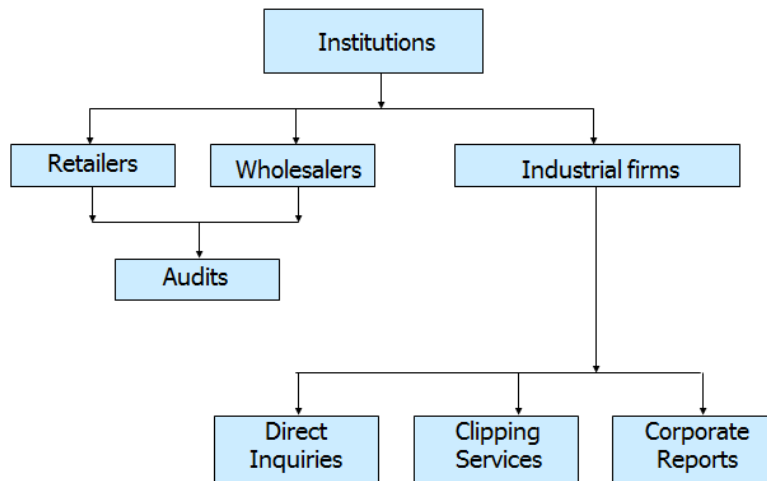 Institutions
Retailers
Wholesalers
Industrial firms
Audits
Direct
Inquiries
Clipping
Services
Corporate
Reports